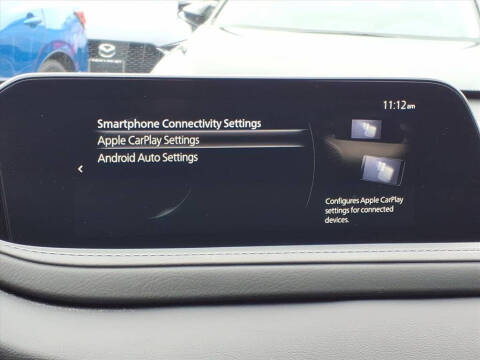 11:12am
Smartphone Connectivity Settings
Apple CarPlay Settings
Android Auto Settings
Configures Apple CarPlay
settings for connected
devices.